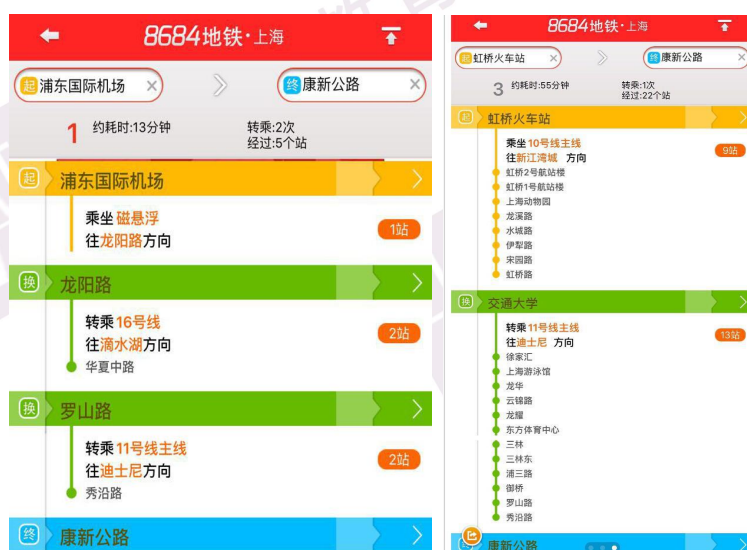 8684地铁·上海
起 浦东国际机场 ×
终 康新公路 ×
1 约耗时:13分钟 转乘:2次
经过:5个站
起 浦东国际机场
乘坐 磁悬浮
往龙阳路方向
1站
换 龙阳路
转乘 16号线
往滴水湖方向
2站
华夏中路
换 罗山路
转乘 11号线主线
往迪士尼方向
2站
秀沿路
终 康新公路
8684地铁·上海
起 虹桥火车站 ×
终 康新公路 ×
3 约耗时:55分钟 转乘:1次
经过:22个站
起 虹桥火车站
乘坐 10号线主线
往新江湾城 方向
9站
虹桥2号航站楼
虹桥1号航站楼
上海动物园
龙溪路
水城路
伊犁路
宋园路
虹桥路
换 交通大学
转乘 11号线主线
往迪士尼 方向
13站
徐家汇
上海游泳馆
龙华
云锦路
龙耀
东方体育中心
三林
三林东
浦三路
御桥
罗山路
秀沿路
康新公路